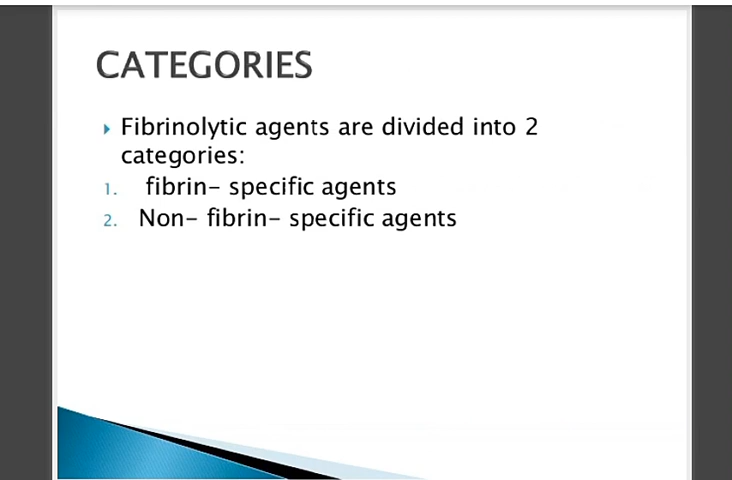 CATEGORIES
Fibrinolytic agents are divided into 2
categories:
1. fibrin- specific agents
2. Non- fibrin- specific agents